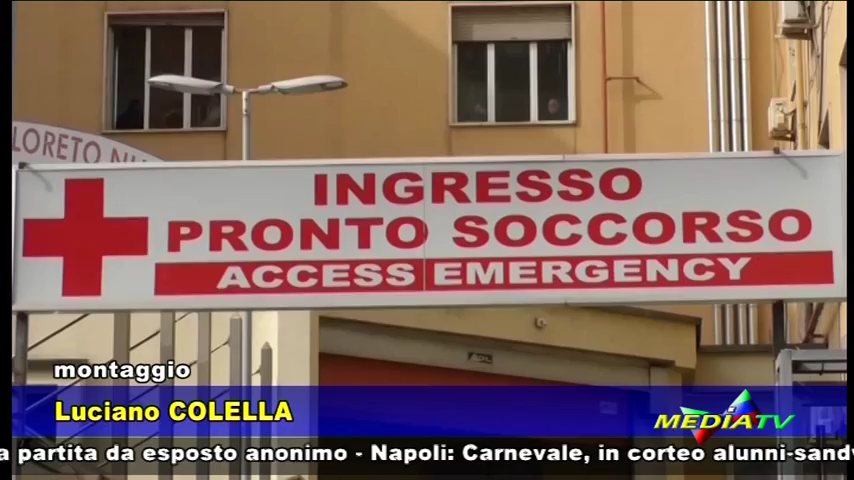 LORETO
INGRESSO
PRONTO SOCCORSO
ACCESS EMERGENCY
montaggio
Luciano COLELLA
MEDIATV
a partita da esposto anonimo - Napoli: Carnevale, in corteo alunni-sandv